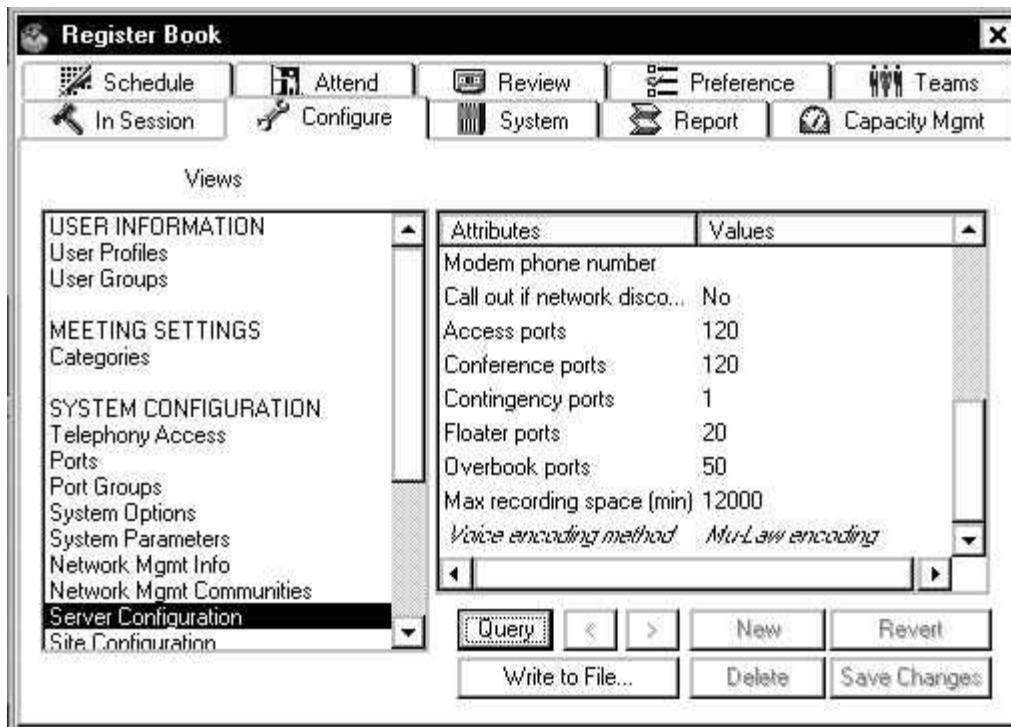 Register Book
Schedule Attend Review Preference Teams
In Session Configure System Report Capacity Mgmt
Views
USER INFORMATION
User Profiles
User Groups
MEETING SETTINGS
Categories
SYSTEM CONFIGURATION
Telephony Access
Ports
Port Groups
System Options
System Parameters
Network Mgmt Info
Network Mgmt Communities
Server Configuration
Site Configuration
Attributes Values
Modem phone number
Call out if network disco... No
Access ports 120
Conference ports 120
Contingency ports 1
Floater ports 20
Overbook ports 50
Max recording space (min) 12000
Voice encoding method Mu-Law encoding
Query < > New Revert
Write to File... Delete Save Changes